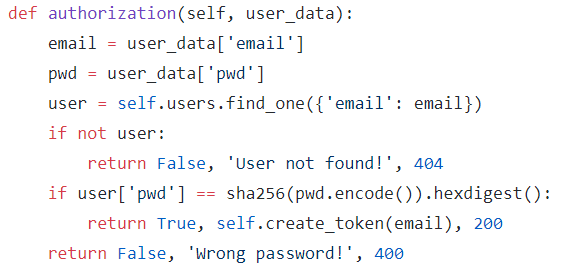 def authorization(self, user_data):
    email = user_data['email']
    pwd = user_data['pwd']
    user = self.users.find_one({'email': email})
    if not user:
        return False, 'User not found!', 404
    if user['pwd'] == sha256(pwd.encode()).hexdigest():
        return True, self.create_token(email), 200
    return False, 'Wrong password!', 400